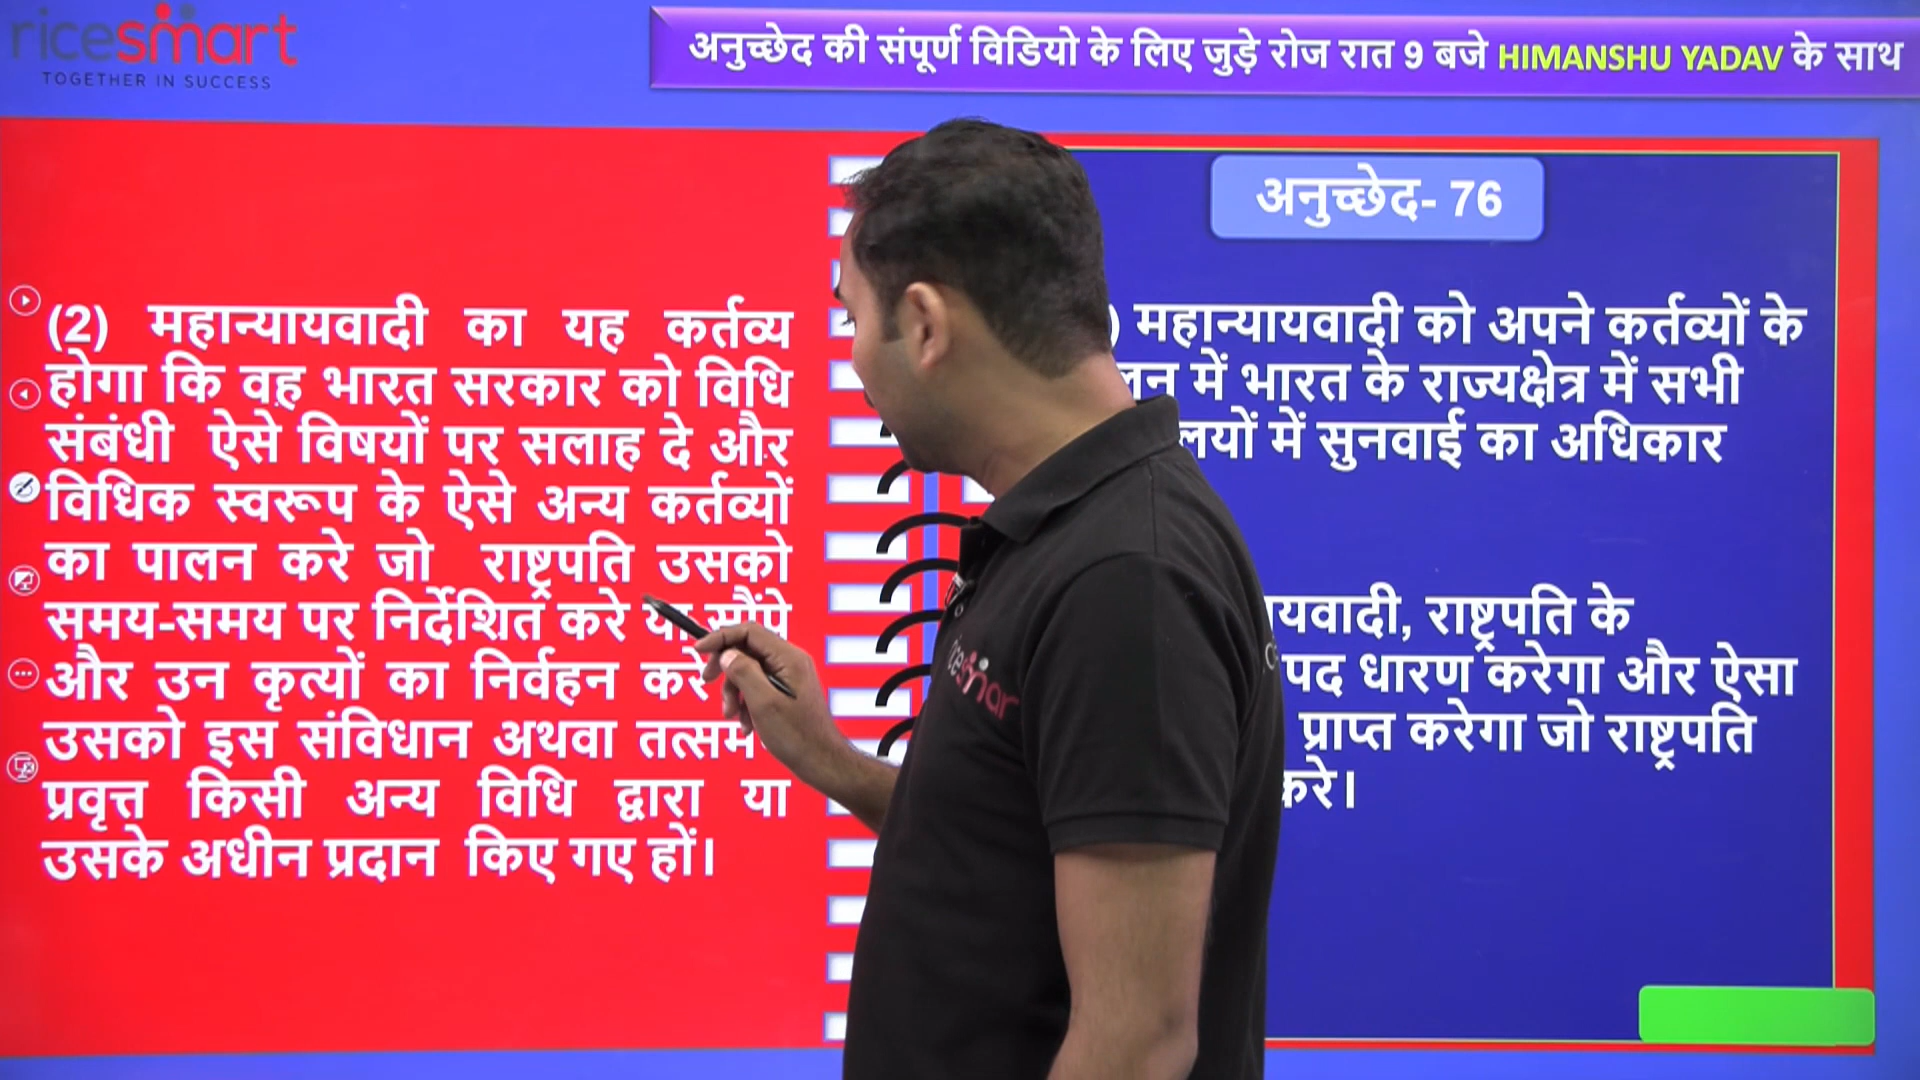 ricesmart
TOGETHER IN SUCCESS
अनुच्छेद की संपूर्ण विडियो के लिए जुड़े रोज रात 9 बजे HIMANSHU YADAV के साथ
(2) महान्यायवादी का यह कर्तव्य
होगा कि वह भारत सरकार को विधि
संबंधी ऐसे विषयों पर सलाह दे और
विधिक स्वरूप के ऐसे अन्य कर्तव्यों
का पालन करे जो राष्ट्रपति उसको
समय-समय पर निर्देशित करे या सौंपे
और उन कृत्यों का निर्वहन करे
उसको इस संविधान अथवा
प्रवृत्त किसी अन्य विधि द्वारा या
उसके अधीन प्रदान किए गए हों।
अनुच्छेद- 76
महान्यायवादी को अपने कर्तव्यों के
में भारत के राज्यक्षेत्र में सभी
में सुनवाई का अधिकार
राष्ट्रपति के
पद धारण करेगा और ऐसा
प्राप्त करेगा जो राष्ट्रपति
करे।
ricesmart